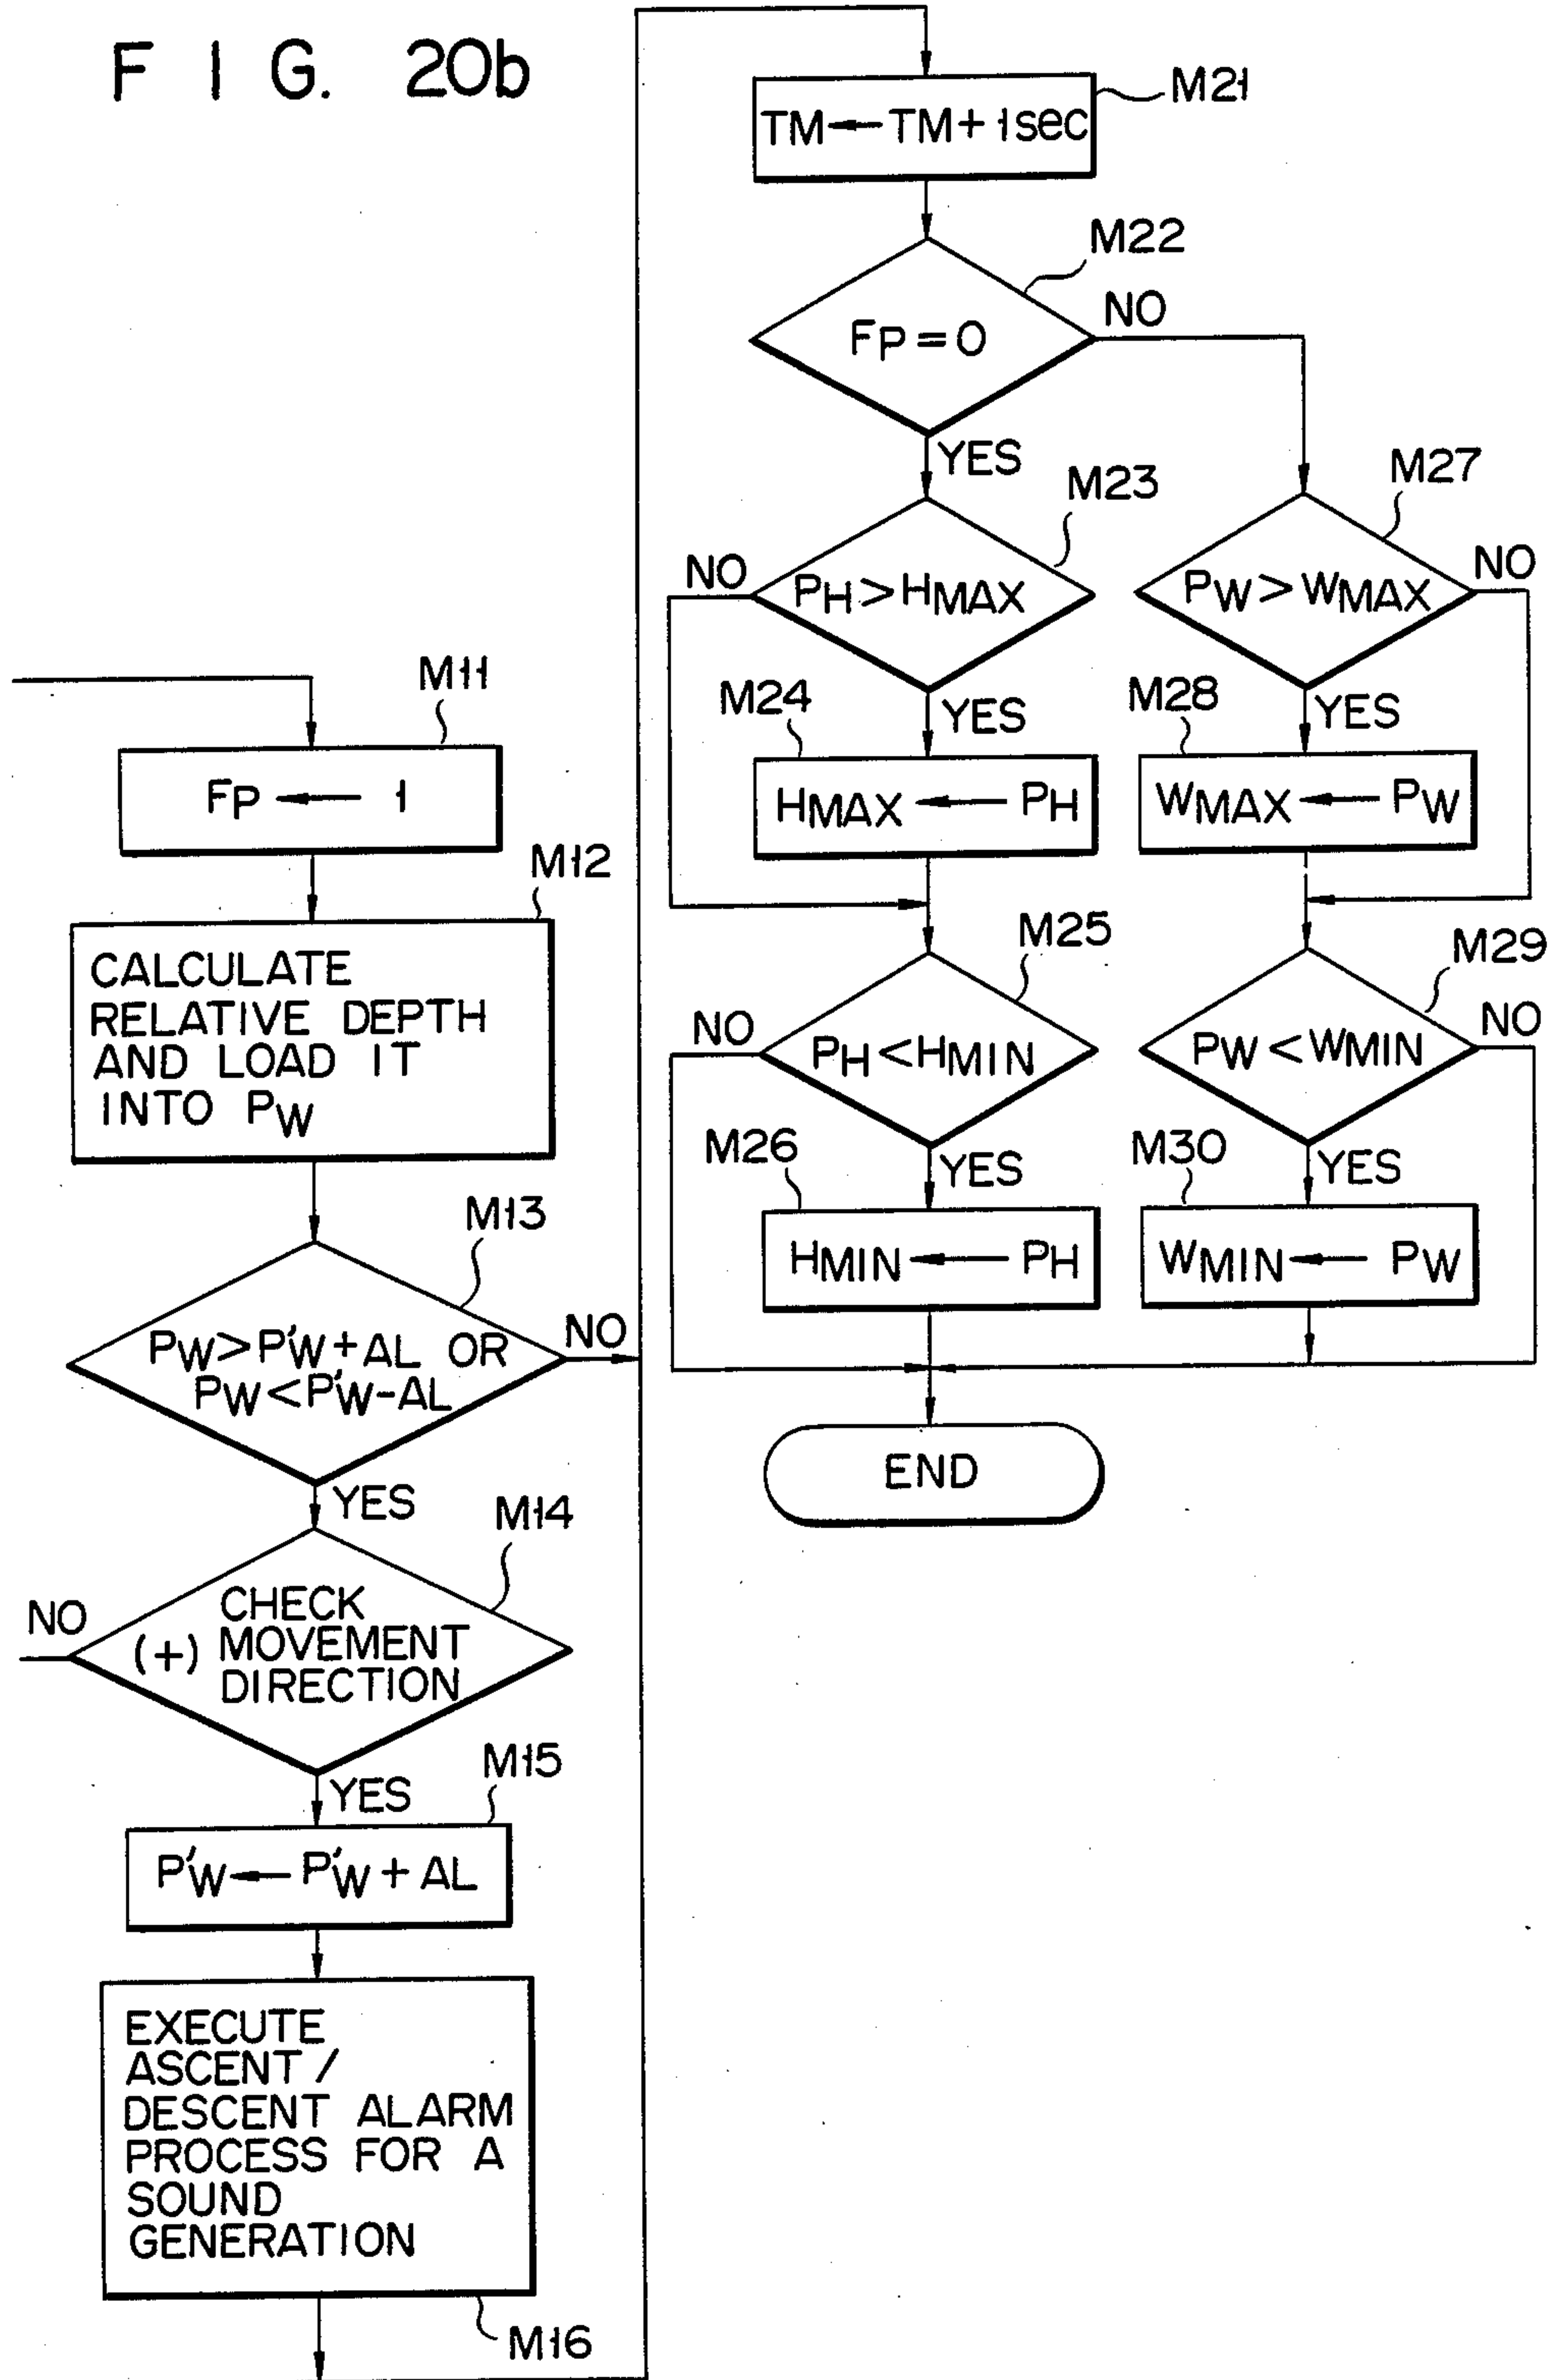 FIG. 20b
M11
FP ← 1
M12
CALCULATE
RELATIVE DEPTH
AND LOAD IT
INTO PW
M13
PW>P'W+AL OR
PW<P'W-AL
NO
YES
M14
NO
(+) CHECK
MOVEMENT
DIRECTION
YES
M15
P'W ← P'W + AL
EXECUTE
ASCENT/
DESCENT ALARM
PROCESS FOR A
SOUND
GENERATION
M16
M21
TM ← TM + 1sec
M22
FP = 0
NO
YES
M23
NO
PH > HMAX
YES
M24
HMAX ← PH
M25
NO
PH < HMIN
YES
M26
HMIN ← PH
M27
NO
PW > WMAX
YES
M28
WMAX ← PW
M29
NO
PW < WMIN
YES
M30
WMIN ← PW
END